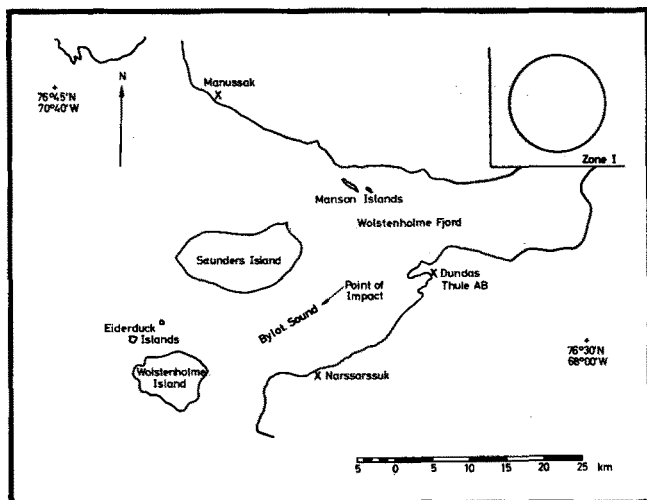 N
76°45'N
70°40'W
Manussak
X
Zone I
Manson Islands
Wolstenholme Fjord
Saunders Island
X Dundas
Thule AB
Point of
Impact
Bylot Sound
Eiderduck
Islands
76°30'N
68°00'W
Wolstenholme
Island
X Narssarssuk
5 0 5 10 15 20 25 km